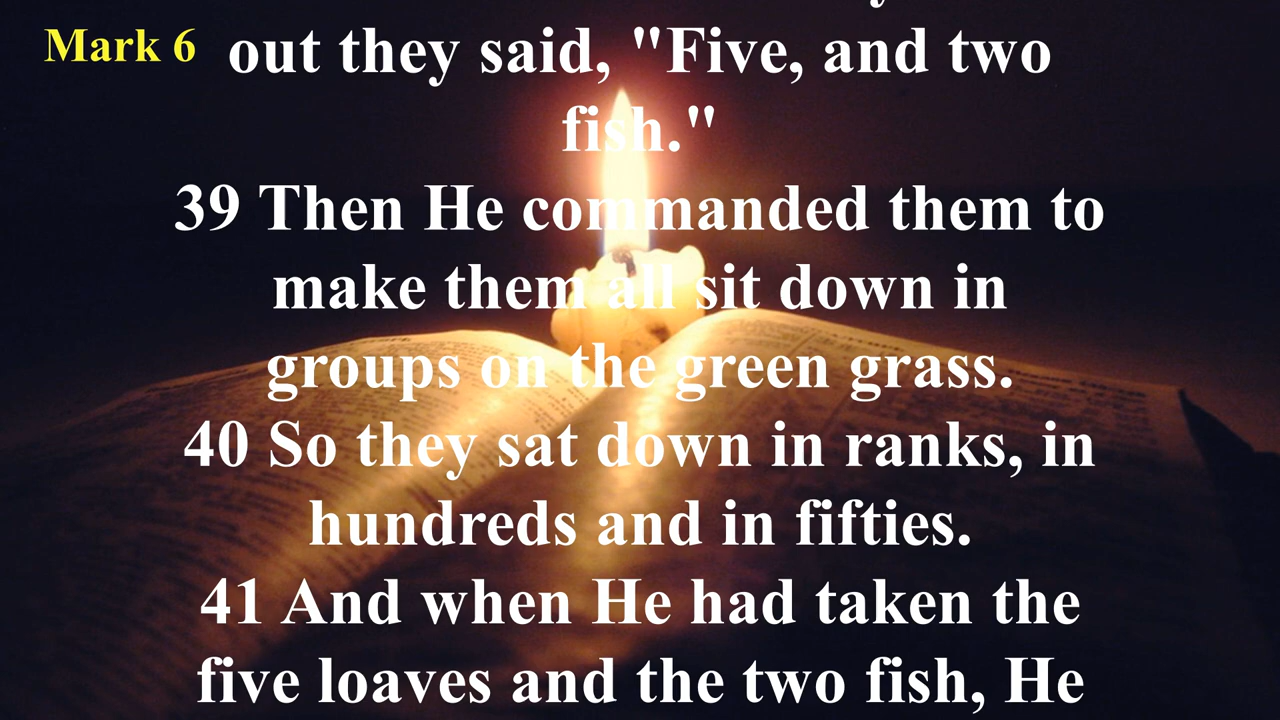 Mark 6
out they said, "Five, and two
fish."
39 Then He commanded them to
make them all sit down in
groups on the green grass.
40 So they sat down in ranks, in
hundreds and in fifties.
41 And when He had taken the
five loaves and the two fish, He